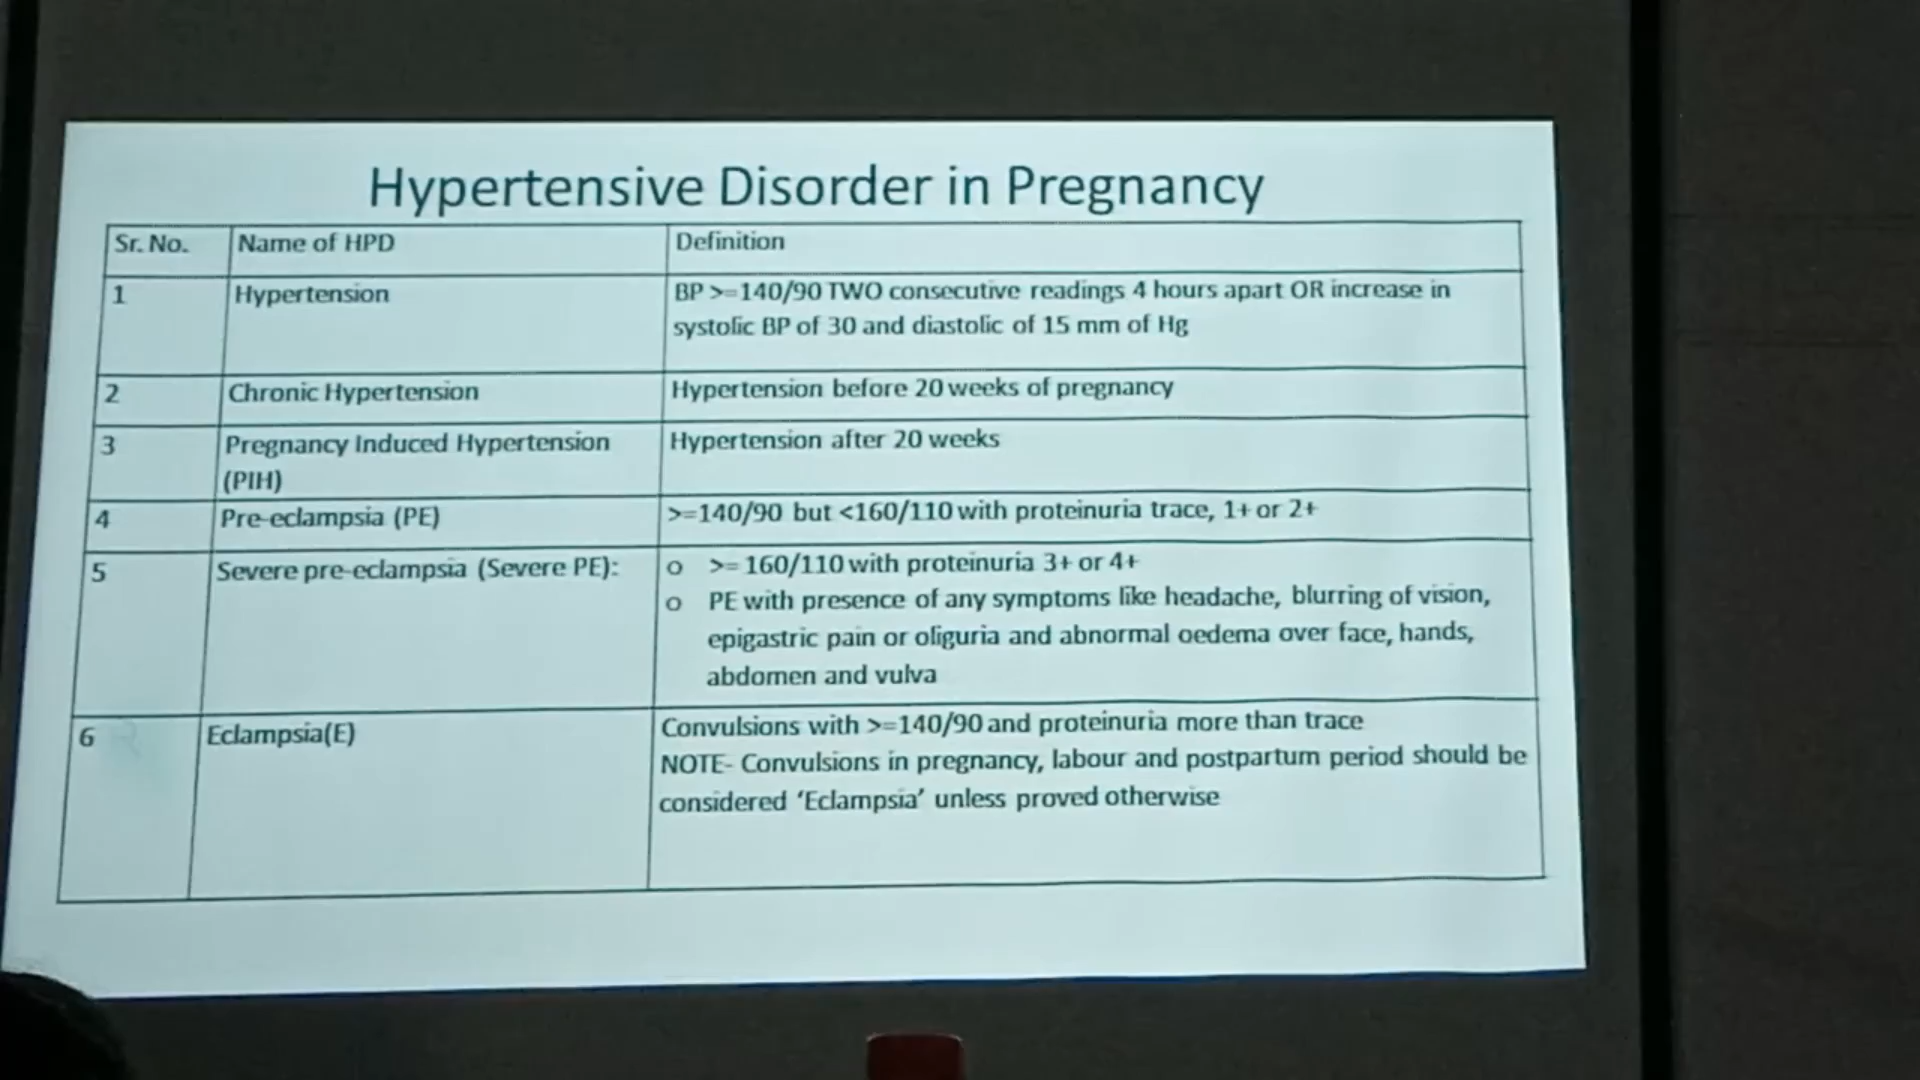 Hypertensive Disorder in Pregnancy
Sr. No. Name of HPD Definition
1 Hypertension BP >=140/90 TWO consecutive readings 4 hours apart OR increase in
systolic BP of 30 and diastolic of 15 mm of Hg
2 Chronic Hypertension Hypertension before 20 weeks of pregnancy
3 Pregnancy Induced Hypertension Hypertension after 20 weeks
(PIH)
4 Pre-eclampsia (PE) >=140/90 but <160/110 with proteinuria trace, 1+ or 2+
5 Severe pre-eclampsia (Severe PE): o >= 160/110 with proteinuria 3+ or 4+
o PE with presence of any symptoms like headache, blurring of vision,
epigastric pain or oliguria and abnormal oedema over face, hands,
abdomen and vulva
6 Eclampsia(E) Convulsions with >=140/90 and proteinuria more than trace
NOTE- Convulsions in pregnancy, labour and postpartum period should be
considered ‘Eclampsia’ unless proved otherwise